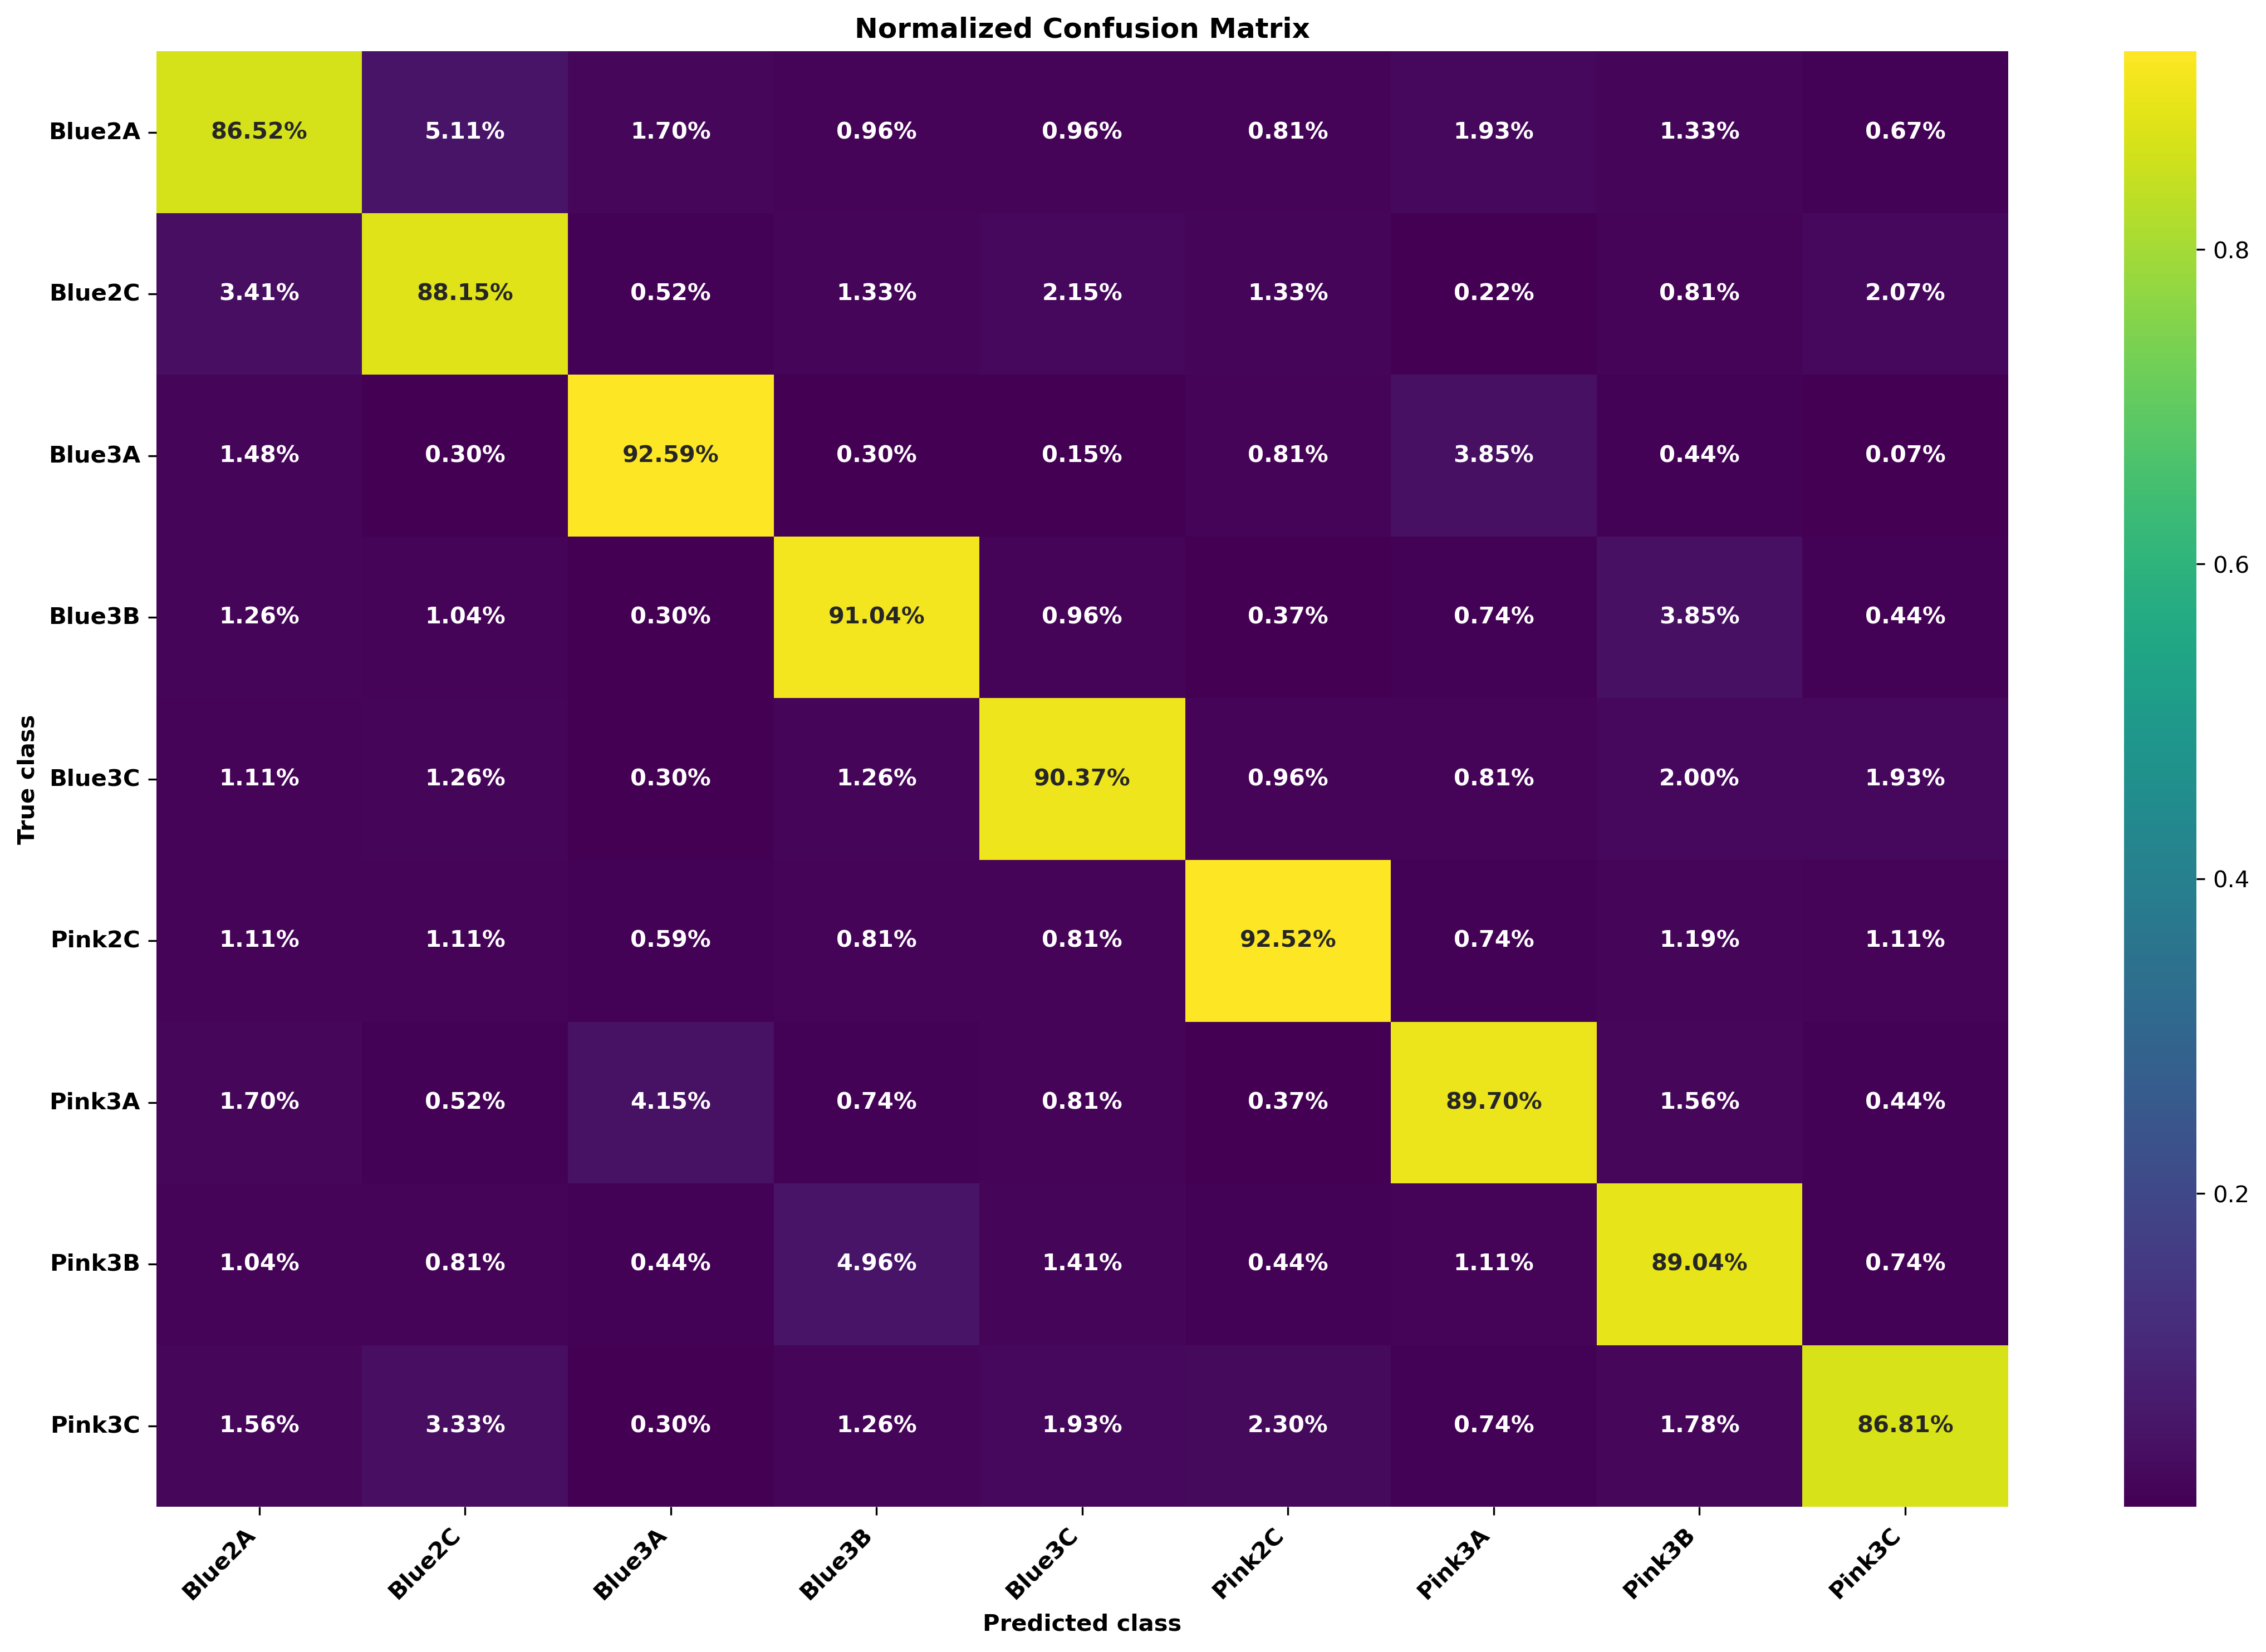 Normalized Confusion Matrix
Blue2A 86.52% 5.11% 1.70% 0.96% 0.96% 0.81% 1.93% 1.33% 0.67%
Blue2C 3.41% 88.15% 0.52% 1.33% 2.15% 1.33% 0.22% 0.81% 2.07%
Blue3A 1.48% 0.30% 92.59% 0.30% 0.15% 0.81% 3.85% 0.44% 0.07%
Blue3B 1.26% 1.04% 0.30% 91.04% 0.96% 0.37% 0.74% 3.85% 0.44%
Blue3C 1.11% 1.26% 0.30% 1.26% 90.37% 0.96% 0.81% 2.00% 1.93%
Pink2C 1.11% 1.11% 0.59% 0.81% 0.81% 92.52% 0.74% 1.19% 1.11%
Pink3A 1.70% 0.52% 4.15% 0.74% 0.81% 0.37% 89.70% 1.56% 0.44%
Pink3B 1.04% 0.81% 0.44% 4.96% 1.41% 0.44% 1.11% 89.04% 0.74%
Pink3C 1.56% 3.33% 0.30% 1.26% 1.93% 2.30% 0.74% 1.78% 86.81%
Blue2A Blue2C Blue3A Blue3B Blue3C Pink2C Pink3A Pink3B Pink3C
Predicted class
True class
0.8
0.6
0.4
0.2